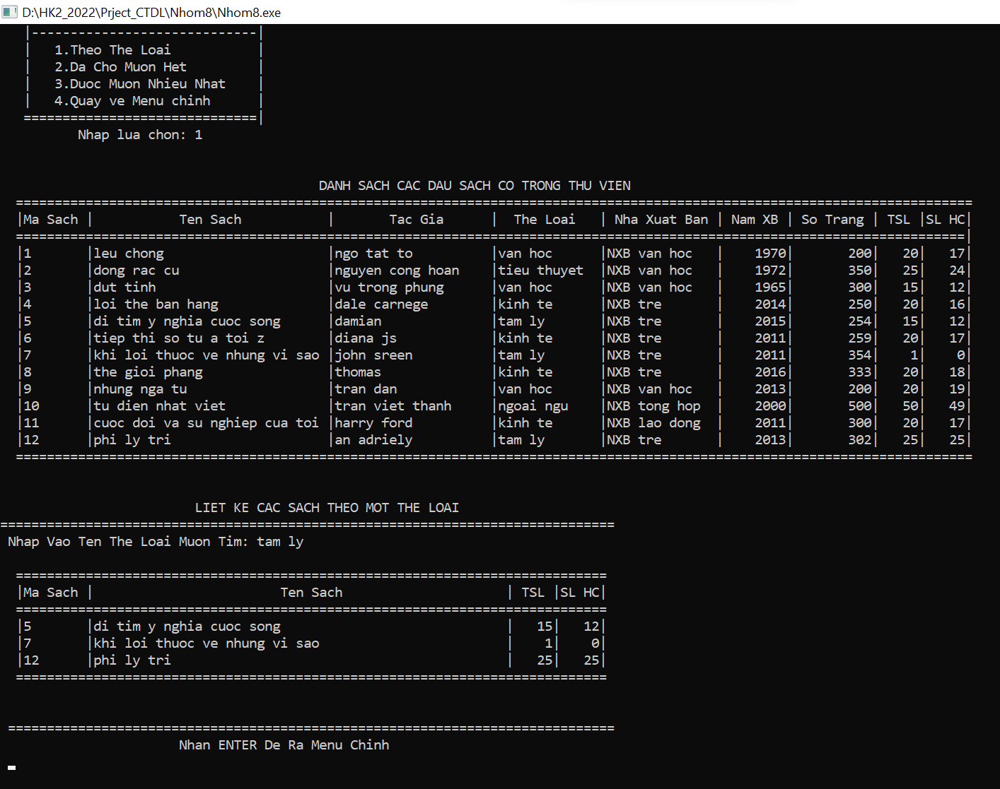 D:\HK2_2022\Prject_CTDL\Nhom8\Nhom8.exe
|-----------------------------|
|   1.Theo The Loai           |
|   2.Da Cho Muon Het         |
|   3.Duoc Muon Nhieu Nhat    |
|   4.Quay ve Menu chinh      |
==============================|
Nhap lua chon: 1
DANH SACH CAC DAU SACH CO TRONG THU VIEN
===========================================================================================================================
|Ma Sach |           Ten Sach           |       Tac Gia      |  The Loai   | Nha Xuat Ban | Nam XB | So Trang | TSL |SL HC|
==========================================================================================================================|
|1       |leu chong                     |ngo tat to          |van hoc      |NXB van hoc   |    1970|       200|   20|   17|
|2       |dong rac cu                   |nguyen cong hoan    |tieu thuyet  |NXB van hoc   |    1972|       350|   25|   24|
|3       |dut tinh                      |vu trong phung      |van hoc      |NXB van hoc   |    1965|       300|   15|   12|
|4       |loi the ban hang              |dale carnege        |kinh te      |NXB tre       |    2014|       250|   20|   16|
|5       |di tim y nghia cuoc song      |damian              |tam ly       |NXB tre       |    2015|       254|   15|   12|
|6       |tiep thi so tu a toi z        |diana js            |kinh te      |NXB tre       |    2011|       259|   20|   17|
|7       |khi loi thuoc ve nhung vi sao |john sreen          |tam ly       |NXB tre       |    2011|       354|    1|    0|
|8       |the gioi phang                |thomas              |kinh te      |NXB tre       |    2016|       333|   20|   18|
|9       |nhung nga tu                  |tran dan            |van hoc      |NXB van hoc   |    2013|       200|   20|   19|
|10      |tu dien nhat viet             |tran viet thanh     |ngoai ngu    |NXB tong hop  |    2000|       500|   50|   49|
|11      |cuoc doi va su nghiep cua toi |harry ford          |kinh te      |NXB lao dong  |    2011|       300|   20|   17|
|12      |phi ly tri                    |an adriely          |tam ly       |NXB tre       |    2013|       302|   25|   25|
===========================================================================================================================
LIET KE CAC SACH THEO MOT THE LOAI
===============================================================================
Nhap Vao Ten The Loai Muon Tim: tam ly
============================================================================
|Ma Sach |                        Ten Sach                     | TSL |SL HC|
============================================================================
|5       |di tim y nghia cuoc song                             |   15|   12|
|7       |khi loi thuoc ve nhung vi sao                        |    1|    0|
|12      |phi ly tri                                           |   25|   25|
============================================================================
==============================================================================
Nhan ENTER De Ra Menu Chinh